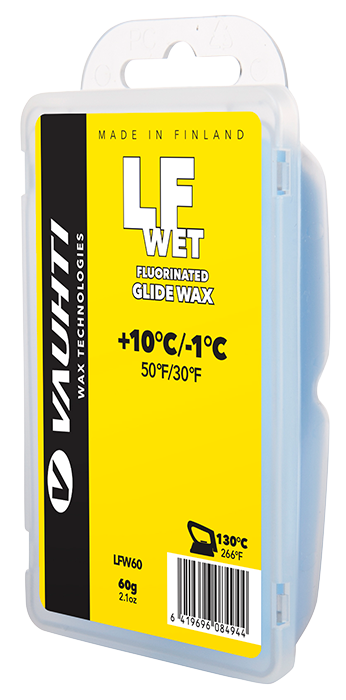 MADE IN FINLAND
LF
WET
FLUORINATED
GLIDE WAX
+10°C/-1°C
50°F/30°F
VAUHTI
WAX TECHNOLOGIES
130°C
266°F
LFW60
60g
2.1oz
6 419696 084944